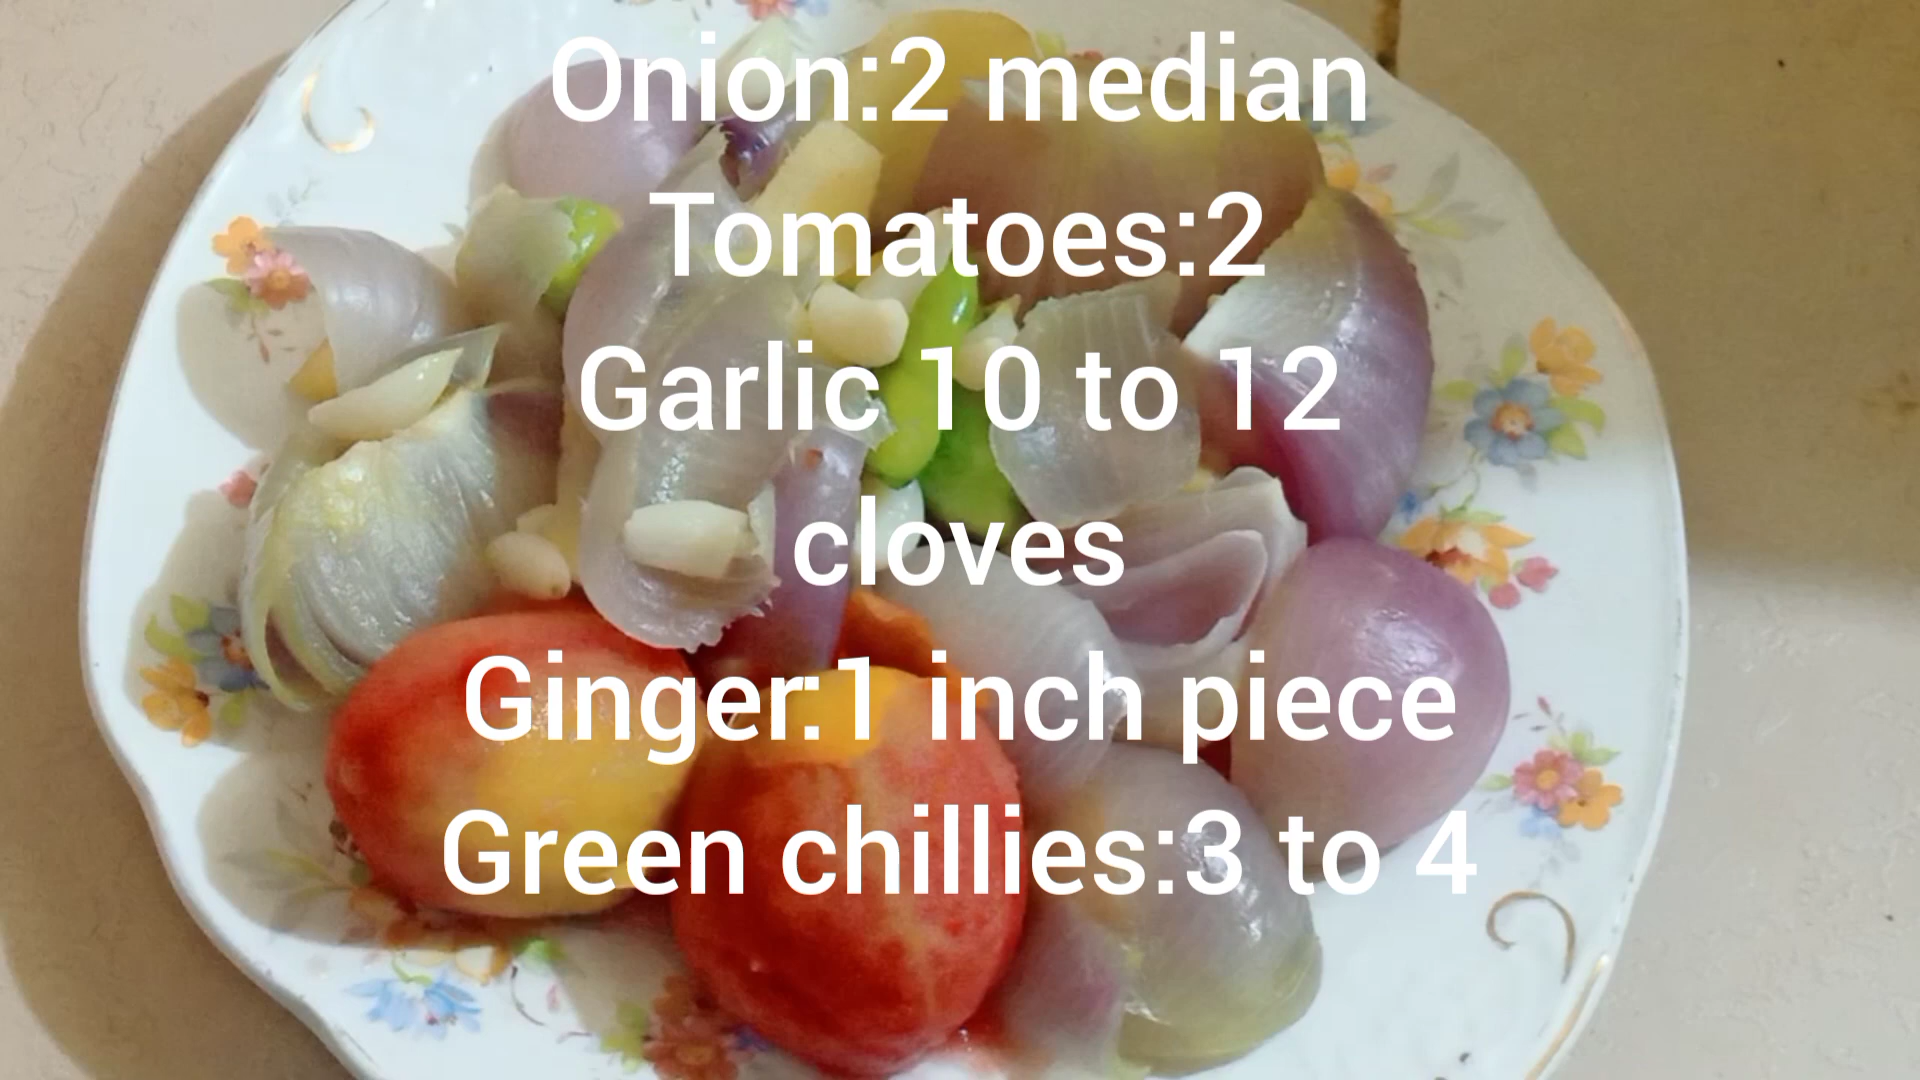 Onion:2 median
Tomatoes:2
Garlic 10 to 12
cloves
Ginger:1 inch piece
Green chillies:3 to 4